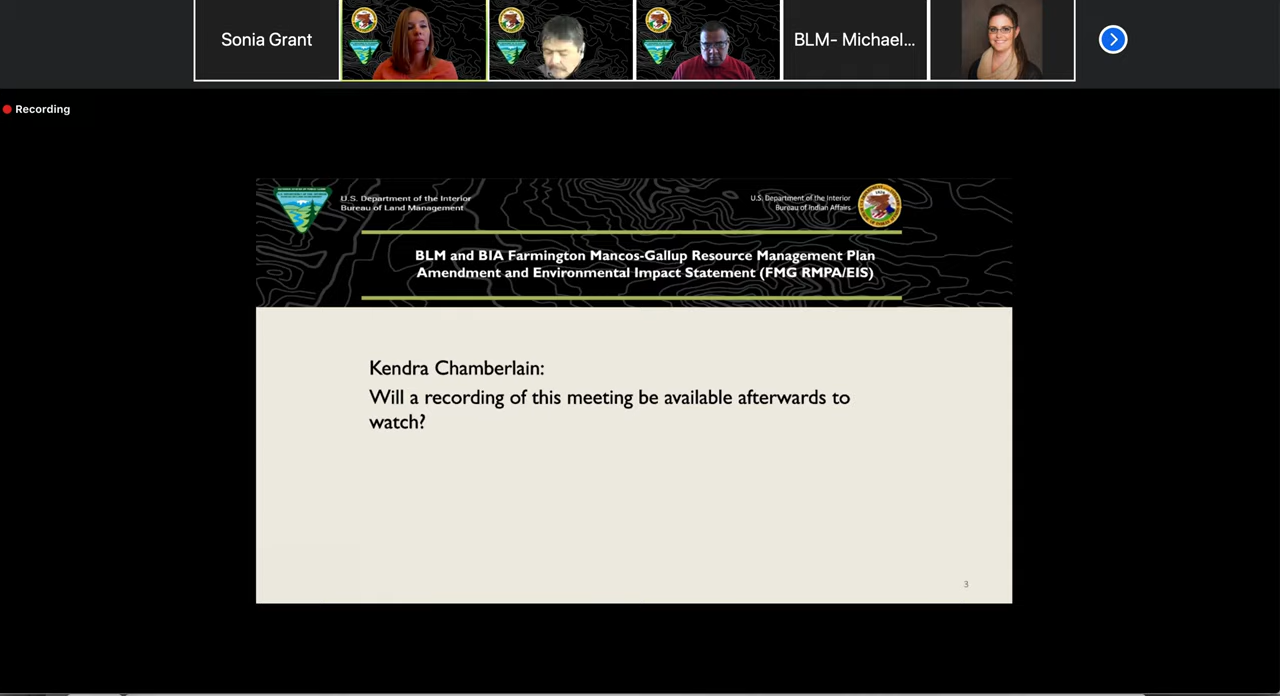 Sonia Grant
BLM- Michael...
Recording
U.S. Department of the Interior
Bureau of Land Management
U.S. Department of the Interior
Bureau of Indian Affairs
BLM and BIA Farmington Mancos-Gallup Resource Management Plan
Amendment and Environmental Impact Statement (FMG RMPA/EIS)
Kendra Chamberlain:
Will a recording of this meeting be available afterwards to
watch?
3